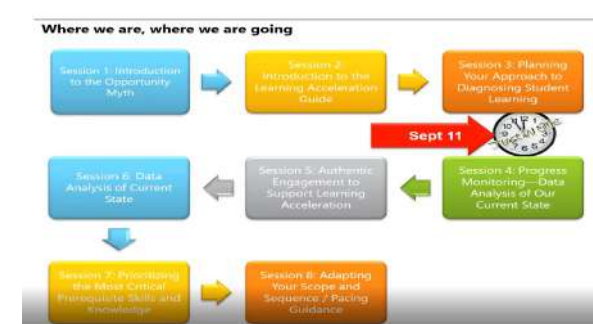 Where we are, where we are going
Session 1: Introduction
to the Opportunity
Myth
Session 2:
Introduction to the
Learning Acceleration
Guide
Session 3: Planning
Your Approach to
Diagnosing Student
Learning
Sept 11
Session 6: Data
Analysis of Current
State
Session 5: Authentic
Engagement to
Support Learning
Acceleration
Session 4: Progress
Monitoring—Data
Analysis of Our
Current State
Session 7: Prioritizing
the Most Critical
Prerequisite Skills and
Knowledge
Session 8: Adapting
Your Scope and
Sequence / Pacing
Guidance